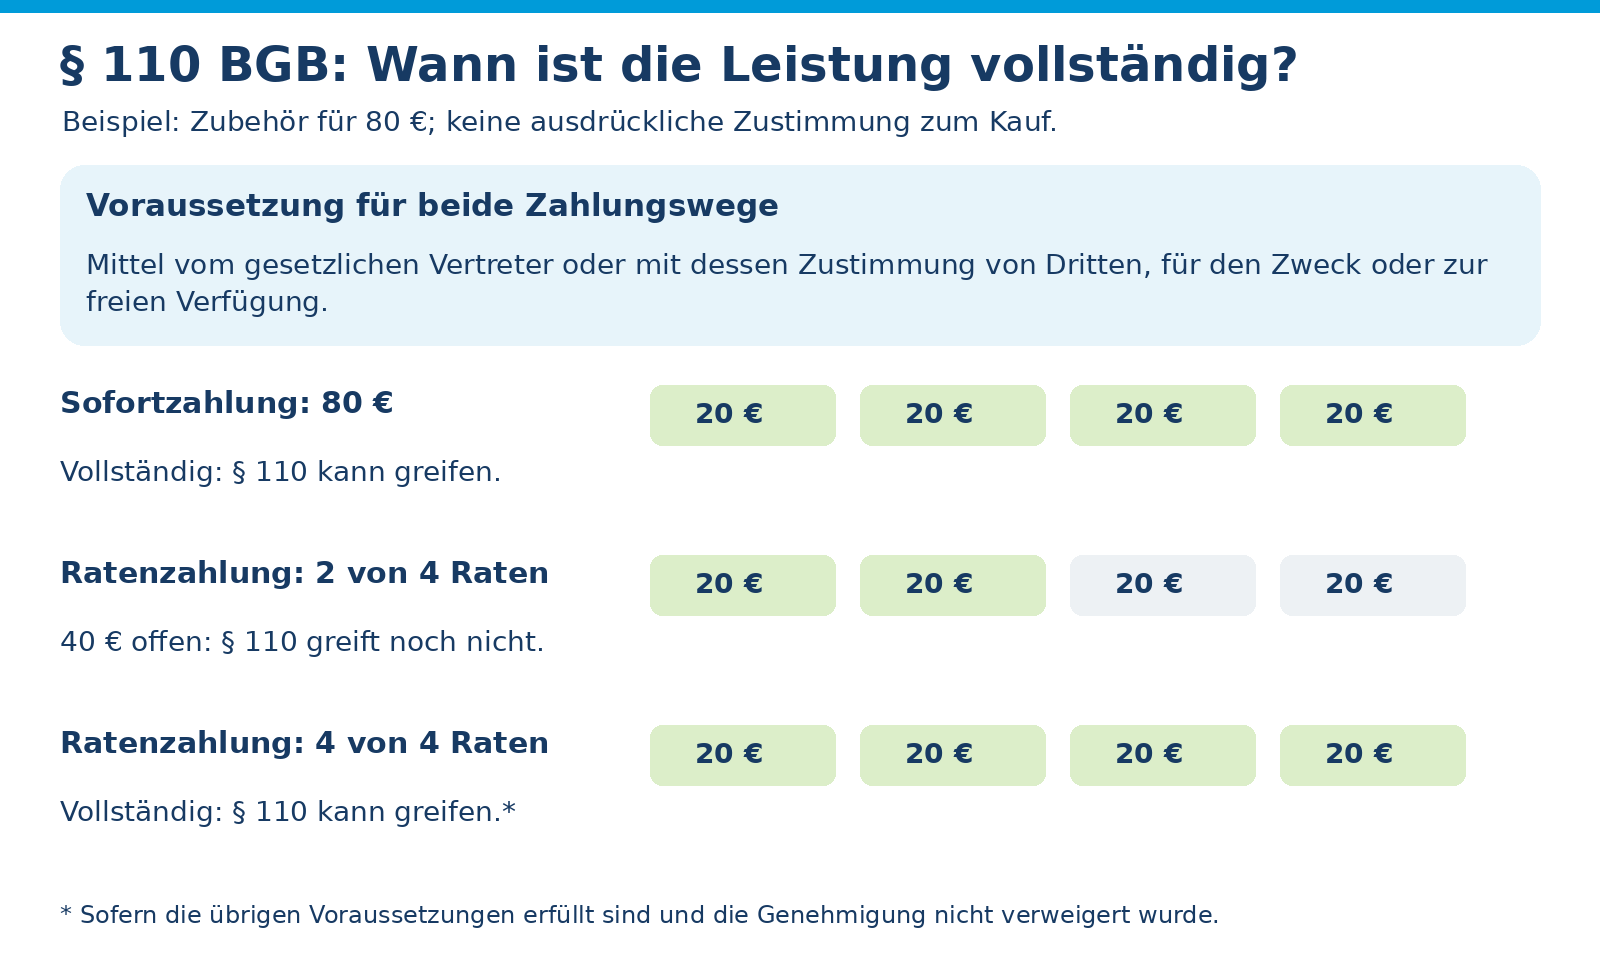 § 110 BGB: Wann ist die Leistung vollständig?
Beispiel: Zubehör für 80 €; keine ausdrückliche Zustimmung zum Kauf.
Voraussetzung für beide Zahlungswege
Mittel vom gesetzlichen Vertreter oder mit dessen Zustimmung von Dritten, für den Zweck oder zur
freien Verfügung.
Sofortzahlung: 80 €
20 € 20 € 20 € 20 €
Vollständig: § 110 kann greifen.
Ratenzahlung: 2 von 4 Raten
20 € 20 € 20 € 20 €
40 € offen: § 110 greift noch nicht.
Ratenzahlung: 4 von 4 Raten
20 € 20 € 20 € 20 €
Vollständig: § 110 kann greifen.*
* Sofern die übrigen Voraussetzungen erfüllt sind und die Genehmigung nicht verweigert wurde.